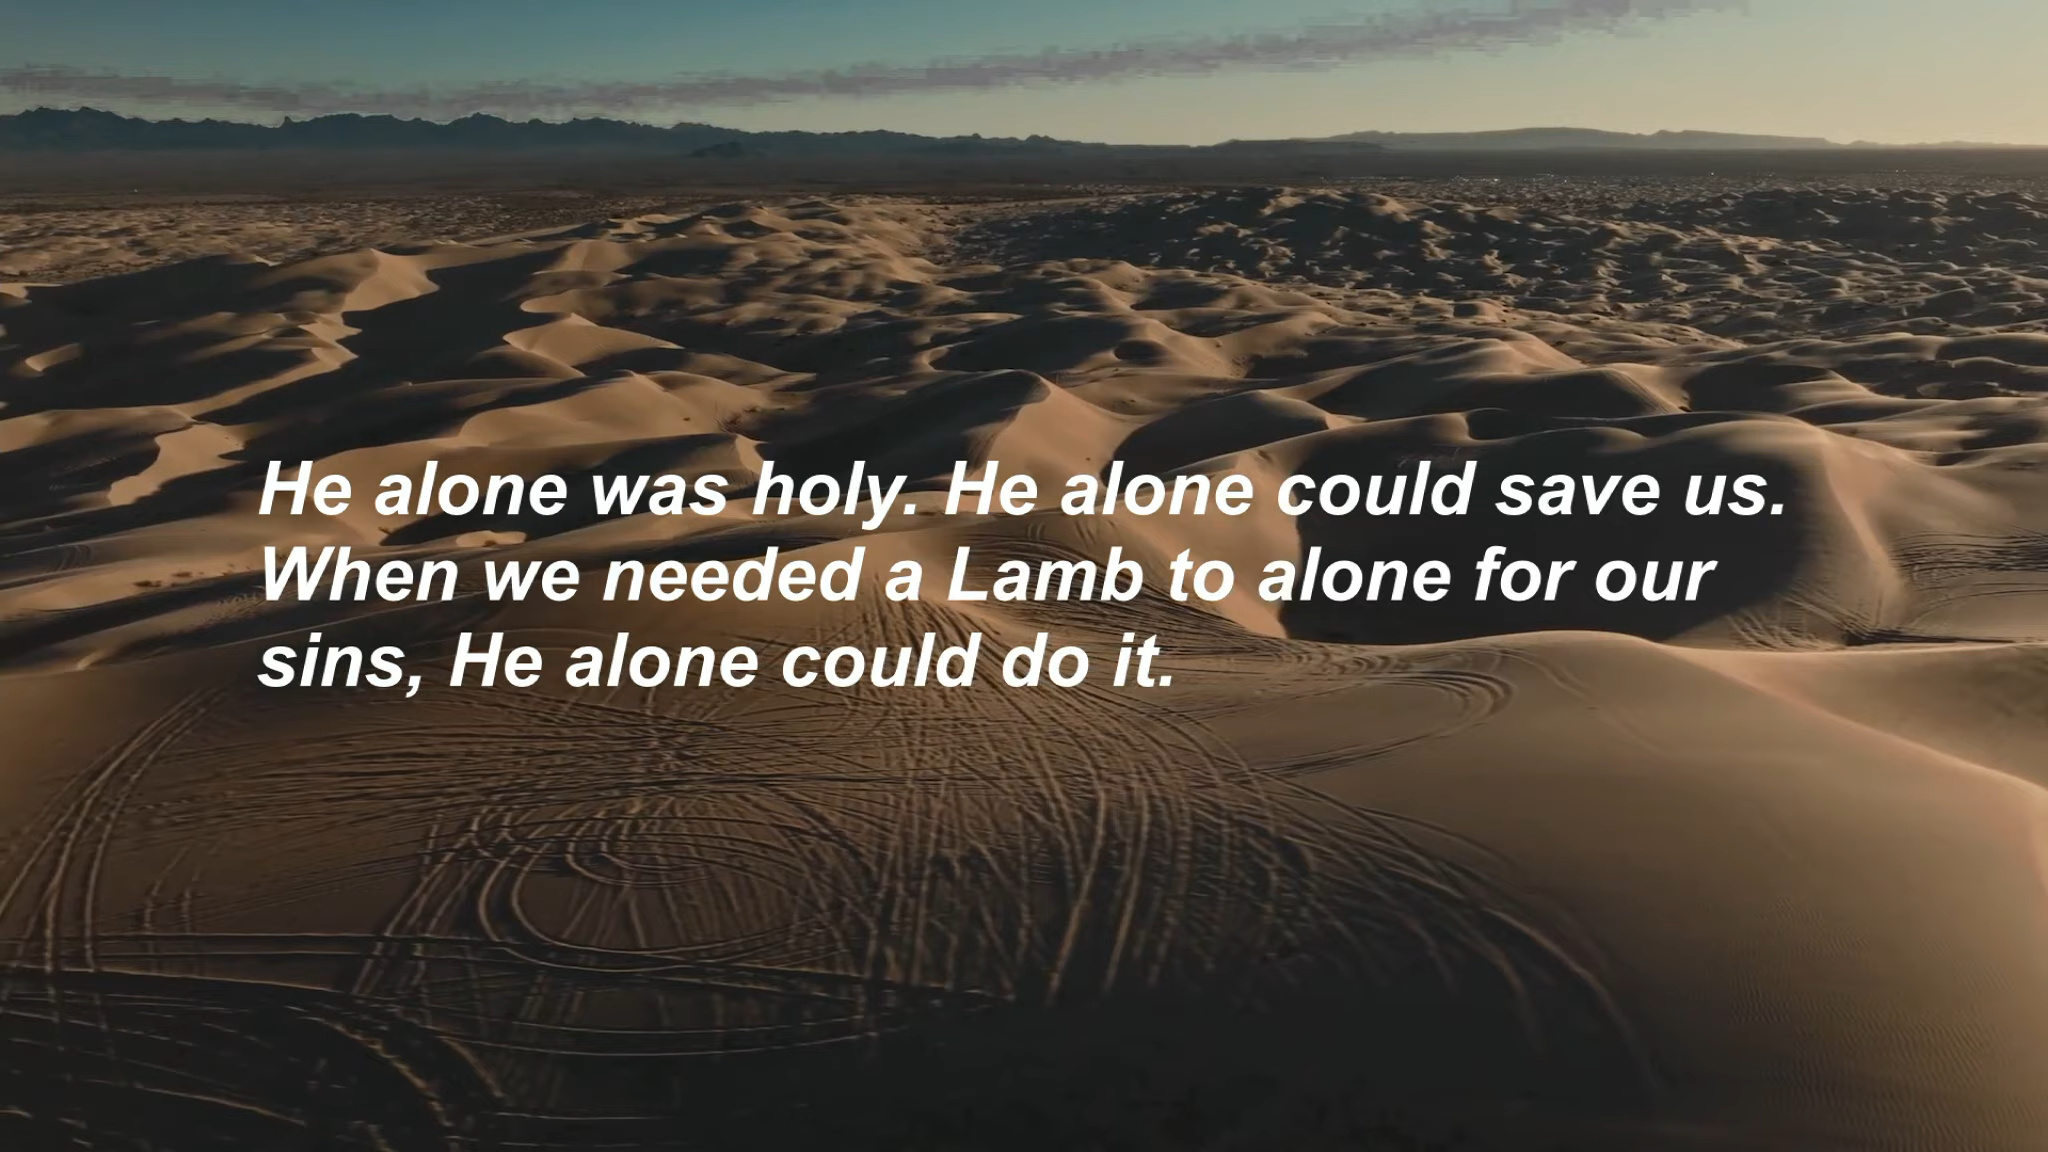 He alone was holy. He alone could save us.
When we needed a Lamb to alone for our
sins, He alone could do it.